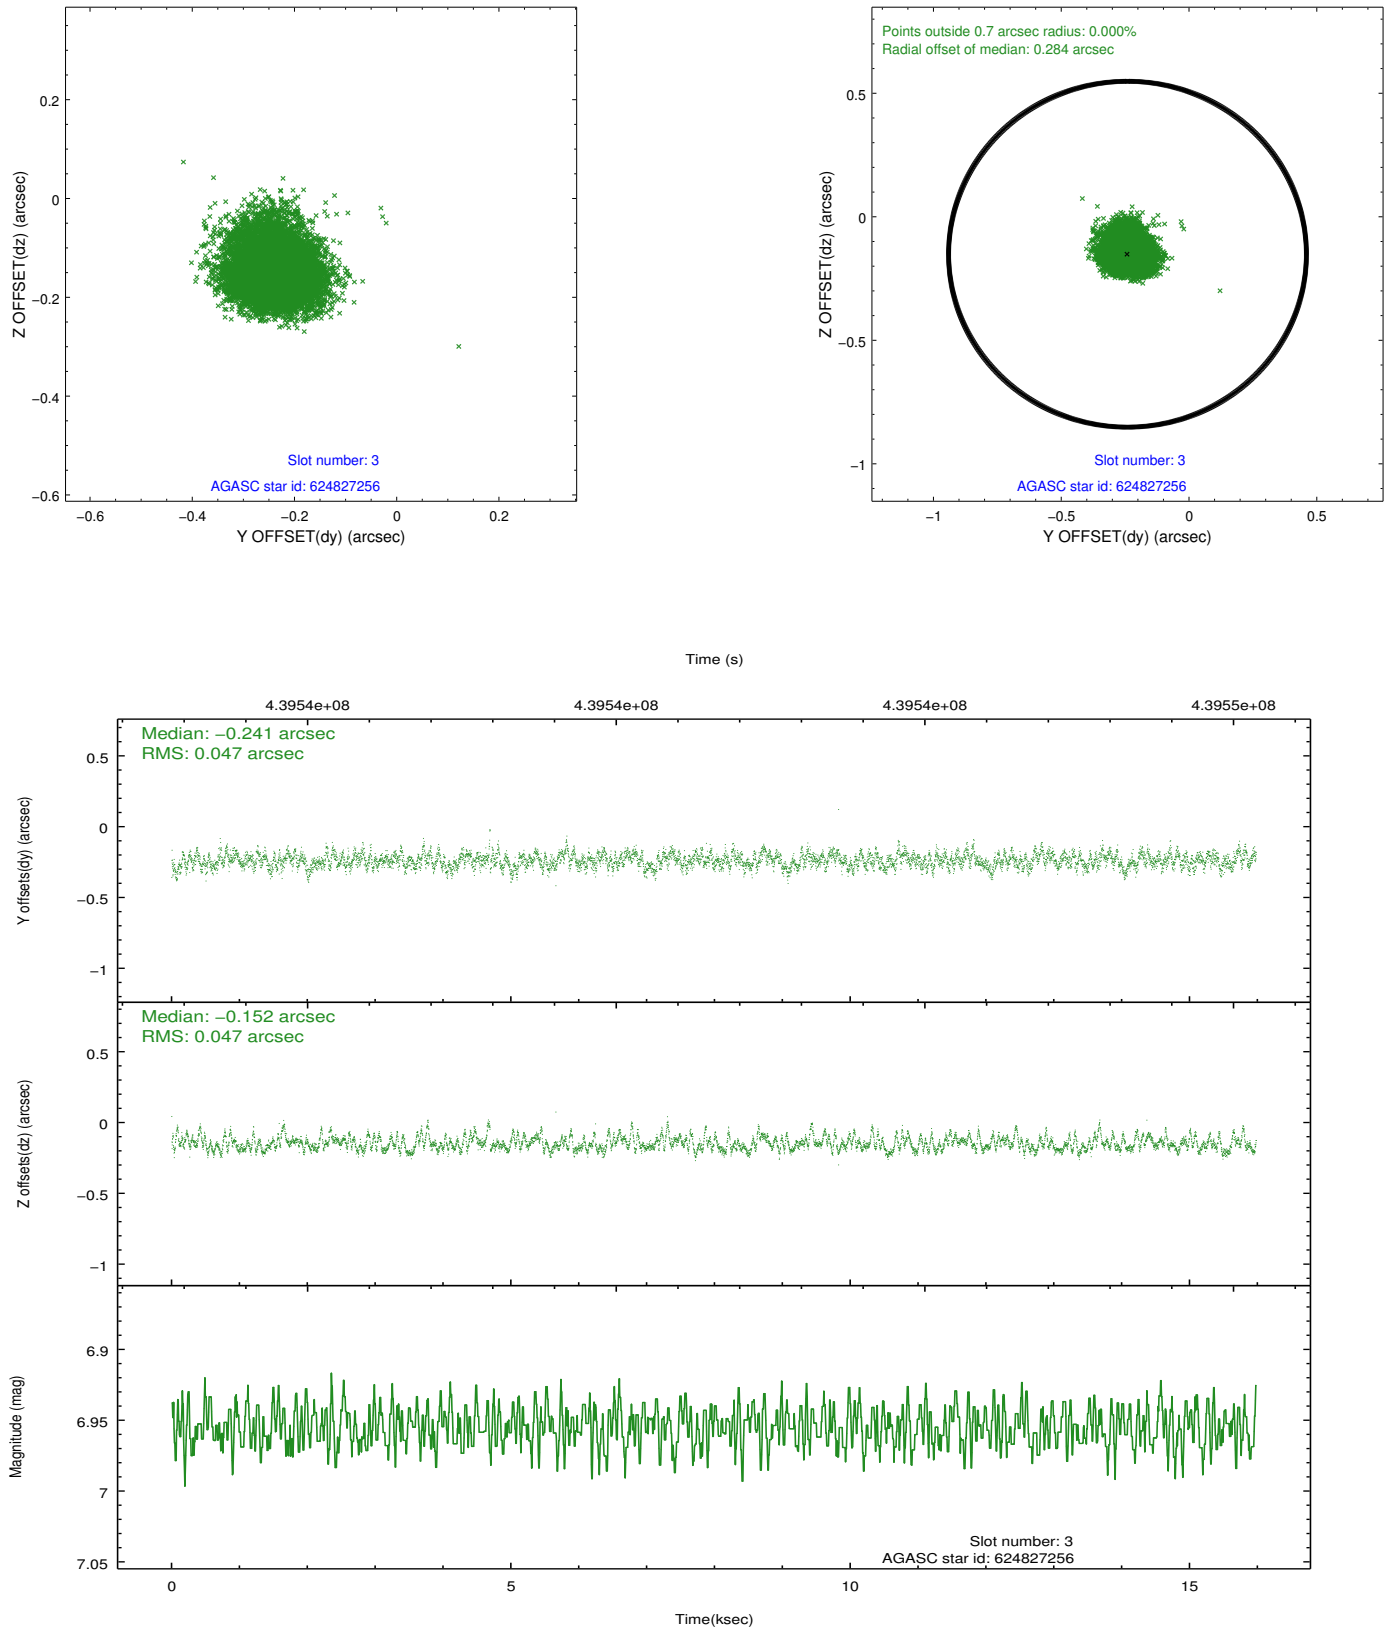 0.2
0
−0.2
−0.4
−0.6
−0.6
−0.4
−0.2
0
0.2
Z OFFSET(dz) (arcsec)
Y OFFSET(dy) (arcsec)
Slot number: 3
AGASC star id: 624827256
Points outside 0.7 arcsec radius: 0.000%
Radial offset of median: 0.284 arcsec
0.5
0
−0.5
−1
−1
−0.5
0
0.5
Z OFFSET(dz) (arcsec)
Y OFFSET(dy) (arcsec)
Slot number: 3
AGASC star id: 624827256
Time (s)
4.3954e+08
4.3954e+08
4.3954e+08
4.3955e+08
Median: −0.241 arcsec
RMS: 0.047 arcsec
0.5
0
−0.5
−1
Y offsets(dy) (arcsec)
Median: −0.152 arcsec
RMS: 0.047 arcsec
0.5
0
−0.5
−1
Z offsets(dz) (arcsec)
6.9
6.95
7
7.05
Magnitude (mag)
Slot number: 3
AGASC star id: 624827256
0
5
10
15
Time(ksec)